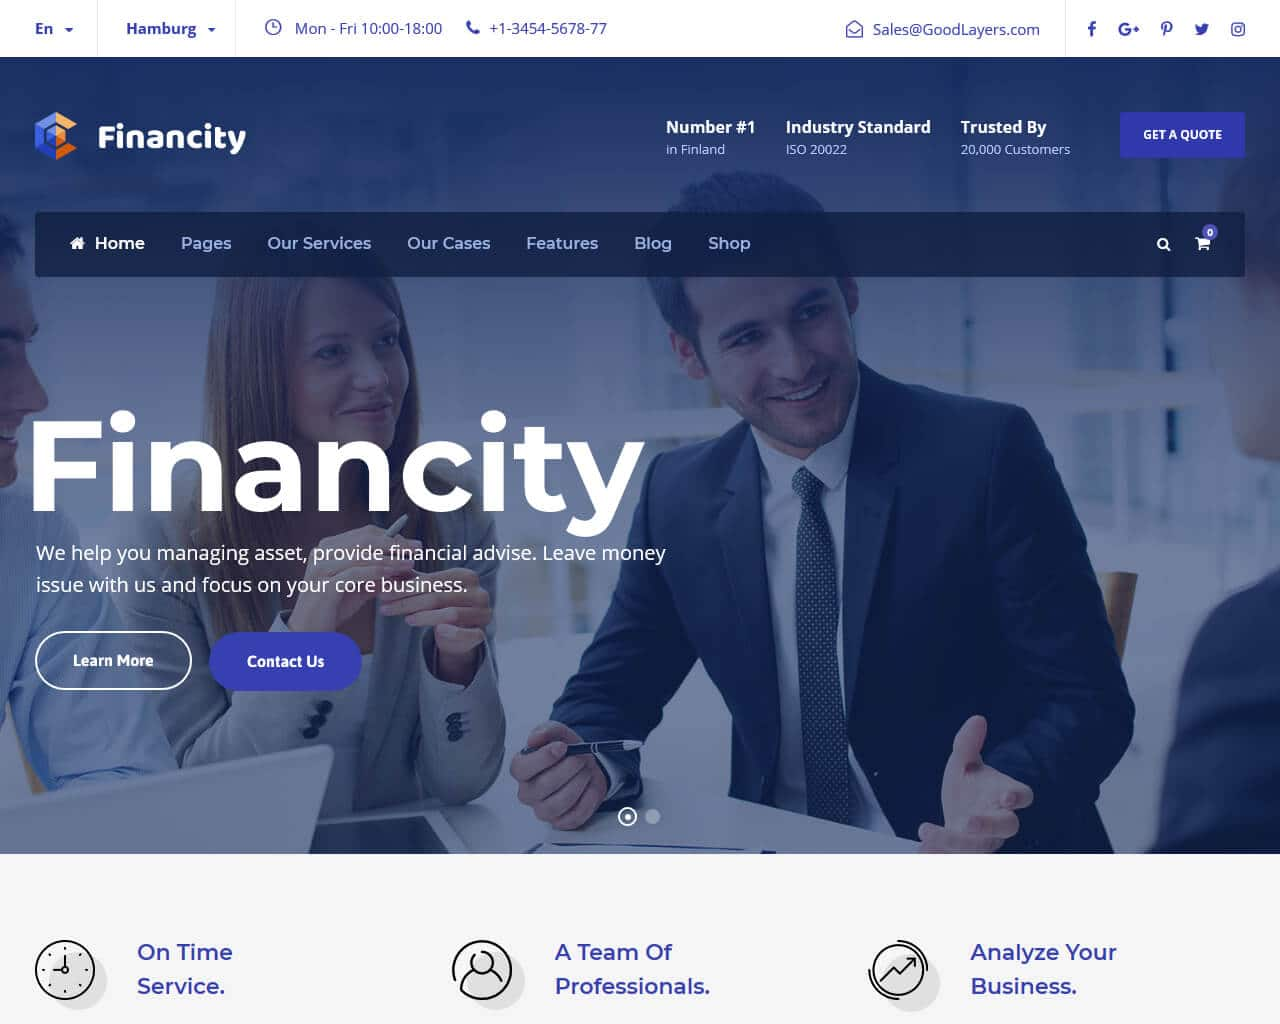 En
Hamburg
Mon - Fri 10:00-18:00
+1-3454-5678-77
Sales@GoodLayers.com
Financity
Number #1
in Finland
Industry Standard
ISO 20022
Trusted By
20,000 Customers
GET A QUOTE
Home
Pages
Our Services
Our Cases
Features
Blog
Shop
0
Financity
We help you managing asset, provide financial advise. Leave money
issue with us and focus on your core business.
Learn More
Contact Us
On Time
Service.
A Team Of
Professionals.
Analyze Your
Business.